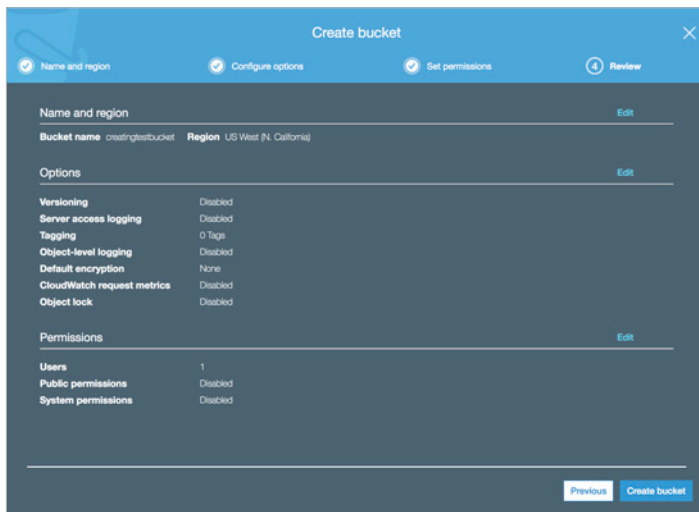 Create bucket
Name and region Configure options Set permissions 4 Review
Name and region Edit
Bucket name creatingtestbucket Region US West (N. California)
Options Edit
Versioning Disabled
Server access logging Disabled
Tagging 0 Tags
Object-level logging Disabled
Default encryption None
CloudWatch request metrics Disabled
Object lock Disabled
Permissions Edit
Users 1
Public permissions Disabled
System permissions Disabled
Previous Create bucket